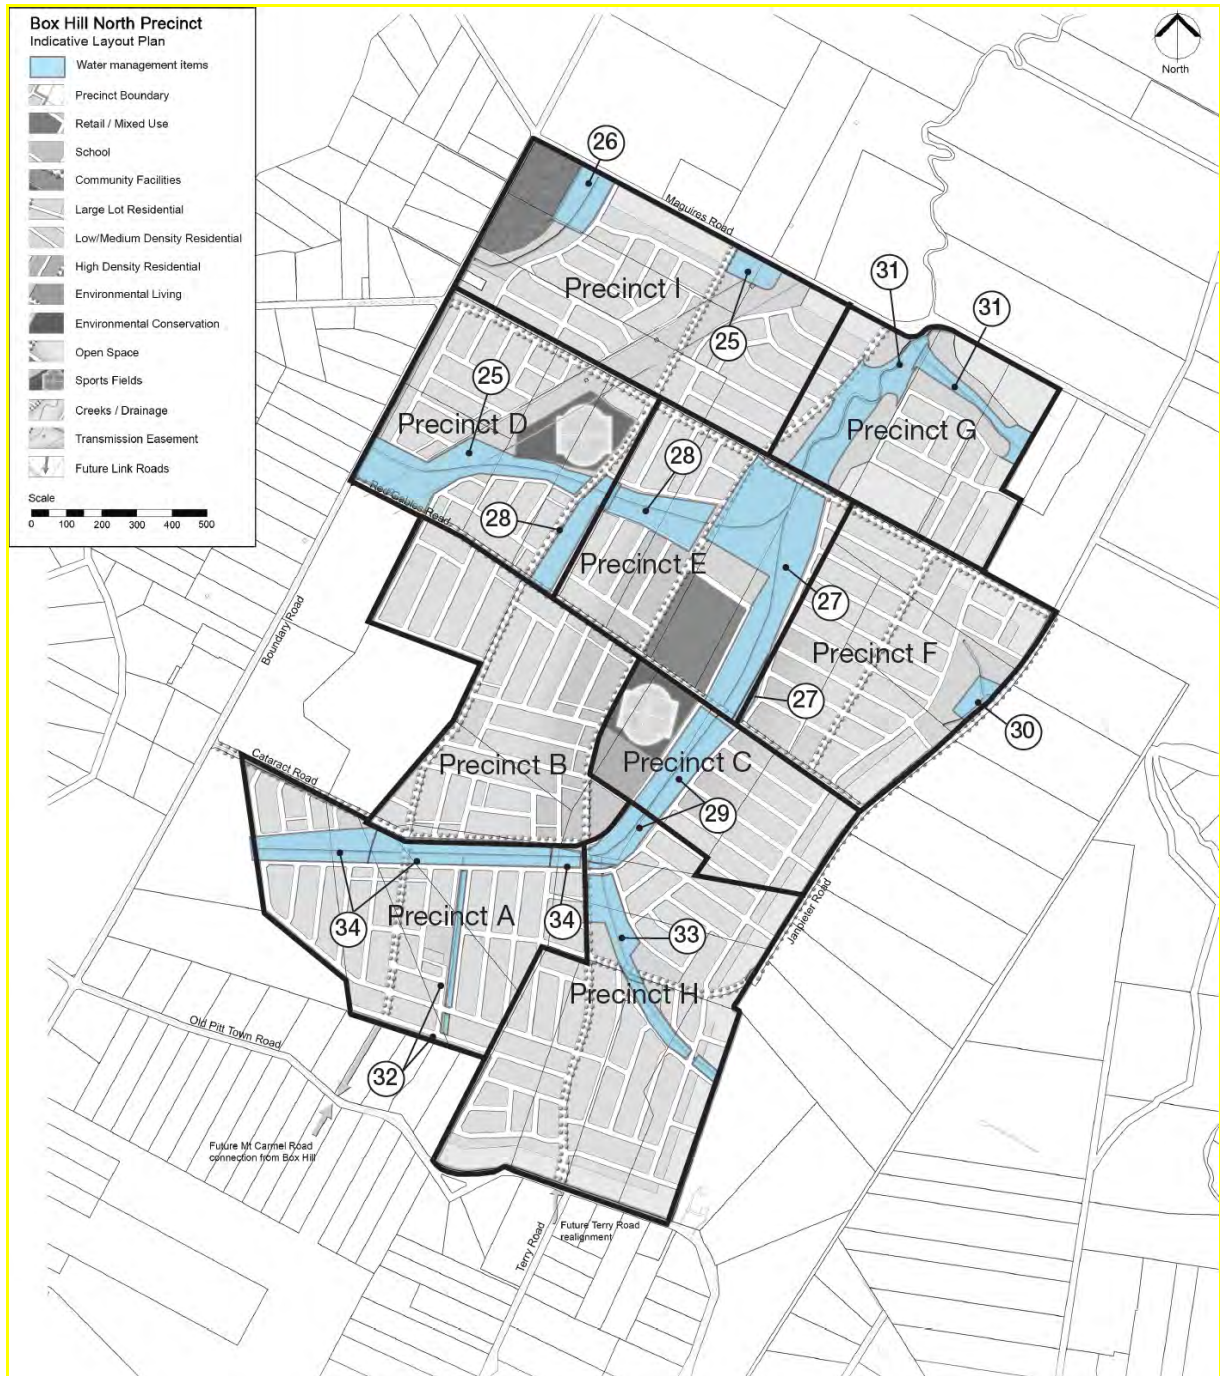 Box Hill North Precinct
Indicative Layout Plan
Water management items
Precinct Boundary
Retail / Mixed Use
School
Community Facilities
Large Lot Residential
Low/Medium Density Residential
High Density Residential
Environmental Living
Environmental Conservation
Open Space
Sports Fields
Creeks / Drainage
Transmission Easement
Future Link Roads
Scale
0 100 200 300 400 500
North
26
Maguires Road
Precinct I
25
31
31
25
Precinct D
Precinct G
28
Red Gables Road
28
Precinct E
27
Boundary Road
Precinct F
27
30
Cataract Road
Precinct B
Precinct C
29
34
Precinct A
34
33
Janpieter Road
Precinct H
Old Pitt Town Road
32
Future Mt Carmel Road
connection from Box Hill
Terry Road
Future Terry Road
realignment